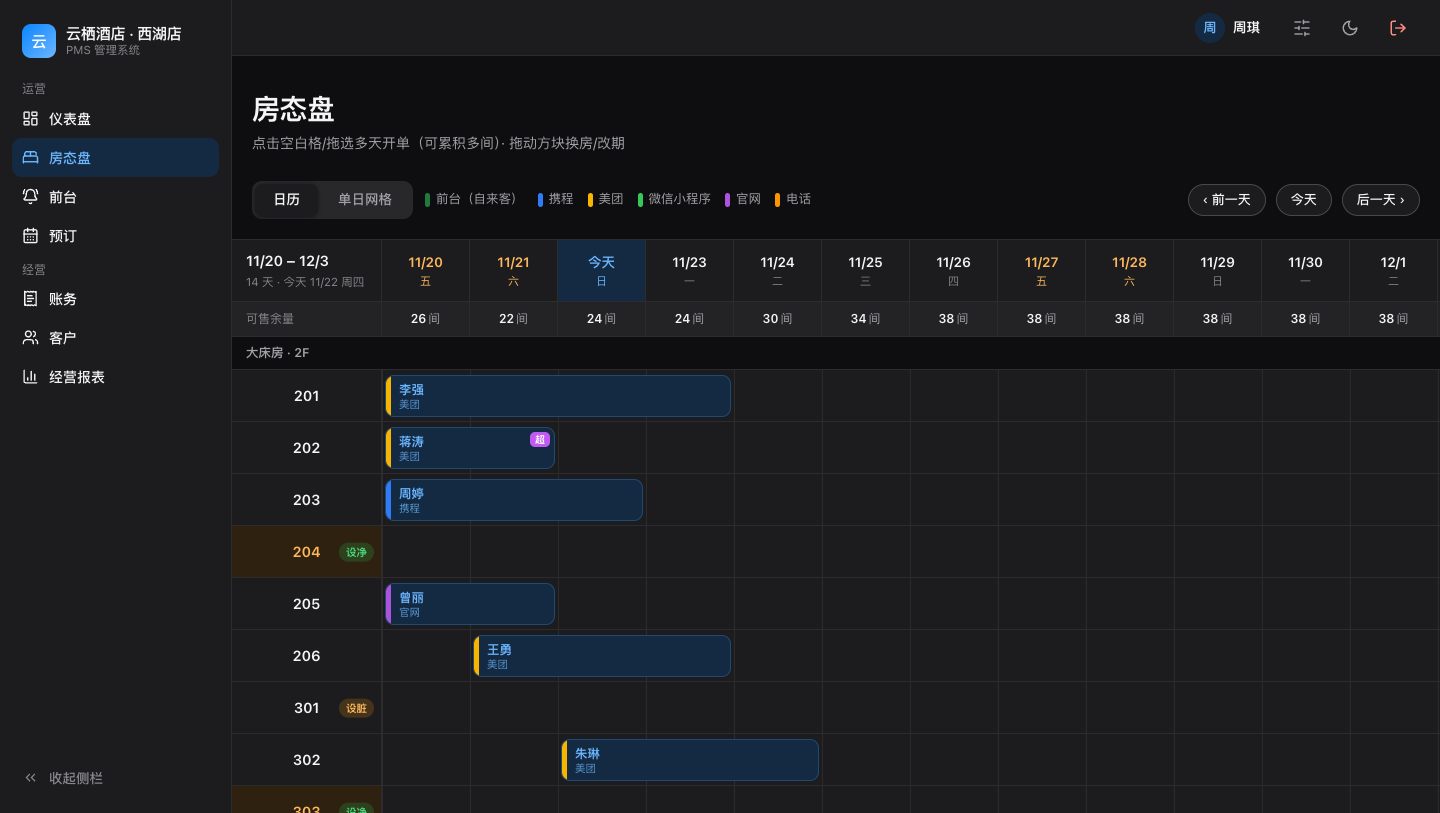 云
云栖酒店 · 西湖店
PMS 管理系统
运营
仪表盘
房态盘
前台
预订
经营
账务
客户
经营报表
收起侧栏
周
周琪
房态盘
点击空白格/拖选多天开单（可累积多间）· 拖动方块换房/改期
日历 单日网格 前台（自来客） 携程 美团 微信小程序 官网 电话
‹ 前一天 今天 后一天 ›
11/20 – 12/3 11/20 11/21 今天 11/23 11/24 11/25 11/26 11/27 11/28 11/29 11/30 12/1
14 天 · 今天 11/22 周四 五 六 日 一 二 三 四 五 六 日 一 二
可售余量 26 间 22 间 24 间 24 间 30 间 34 间 38 间 38 间 38 间 38 间 38 间 38 间
大床房 · 2F
201 李强
美团
202 蒋涛 超
美团
203 周婷
携程
204 设净
205 曾丽
官网
206 王勇
美团
301 设脏
302 朱琳
美团
303 设净